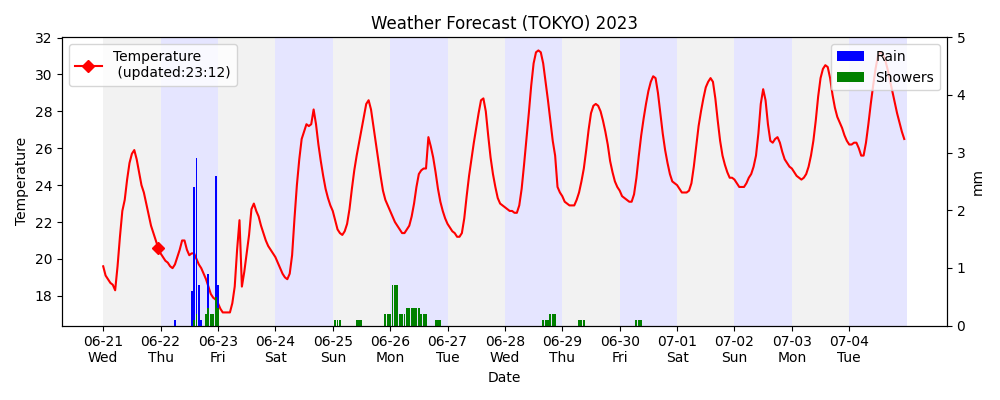 Weather Forecast (TOKYO) 2023
Temperature
(updated:23:12)
Rain
Showers
Temperature
32
30
28
26
24
22
20
18
5
4
3
2
1
0
mm
06-21 06-22 06-23 06-24 06-25 06-26 06-27 06-28 06-29 06-30 07-01 07-02 07-03 07-04
Wed Thu Fri Sat Sun Mon Tue Wed Thu Fri Sat Sun Mon Tue
Date